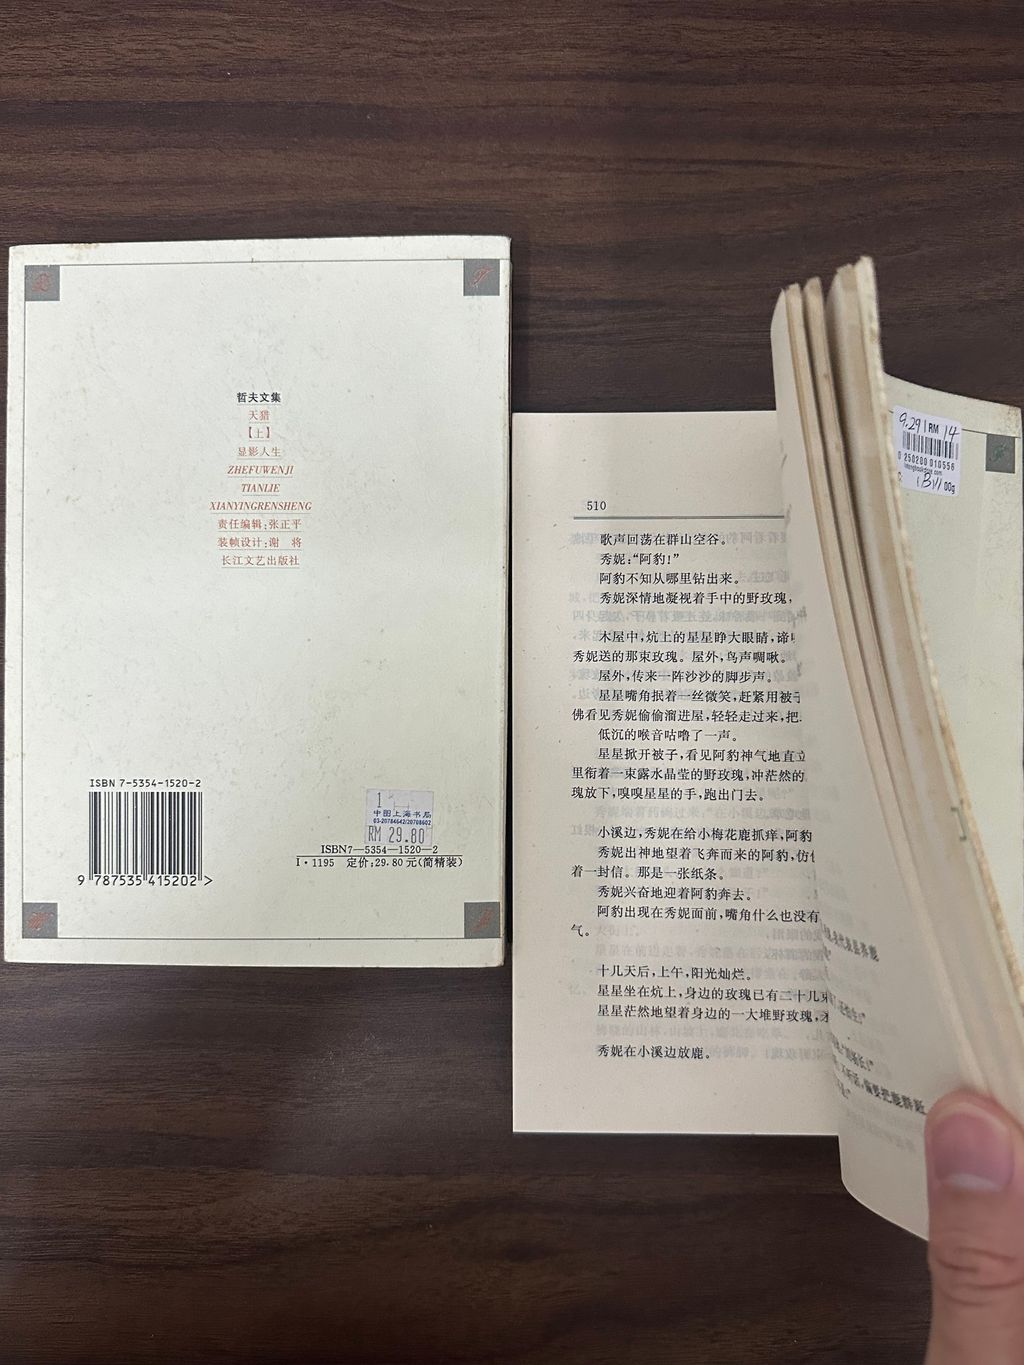 哲夫文集
天猎
【上】
显影人生
ZHEFUWENJI
TIANLIE
XIANYINGRENSHENG
责任编辑:张正平
装帧设计:谢 将
长江文艺出版社
ISBN 7-5354-1520-2
9 787535 415202 >
1
中国上海书局
03-20784642/20708602
RM 29.80
ISBN7—5354—1520—2
I·1195 定价:29.80元(简精装)
510
歌声回荡在群山空谷。
秀妮:“阿豹!”
阿豹不知从哪里钻出来。
秀妮深情地凝视着手中的野玫瑰,
木屋中,炕上的星星睁大眼睛,谛
秀妮送的那束玫瑰。屋外,鸟声啁啾。
屋外,传来一阵沙沙的脚步声。
星星嘴角抿着一丝微笑,赶紧用被
佛看见秀妮偷偷溜进屋,轻轻走过来,把
低沉的喉音咕噜了一声。
星星掀开被子,看见阿豹神气地直立
里衔着一束露水晶莹的野玫瑰,冲茫然的
瑰放下,嗅嗅星星的手,跑出门去。
小溪边,秀妮在给小梅花鹿抓痒,阿豹
秀妮出神地望着飞奔而来的阿豹,仿
着一封信。那是一张纸条。
秀妮兴奋地迎着阿豹奔去。
阿豹出现在秀妮面前,嘴角什么也没有
气。
十几天后,上午,阳光灿烂。
星星坐在炕上,身边的玫瑰已有二十几束
星星茫然地望着身边的一大堆野玫瑰,
秀妮在小溪边放鹿。
9.29 RM 14
0 250200 010556